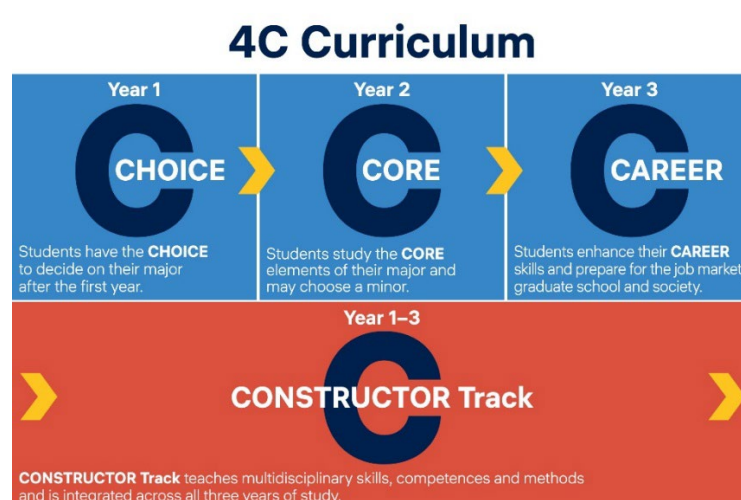 4C Curriculum
Year 1
CHOICE
Students have the CHOICE
to decide on their major
after the first year.
Year 2
CORE
Students study the CORE
elements of their major and
may choose a minor.
Year 3
CAREER
Students enhance their CAREER
skills and prepare for the job market
graduate school and society.
Year 1–3
CONSTRUCTOR Track
CONSTRUCTOR Track teaches multidisciplinary skills, competences and methods
and is integrated across all three years of study.